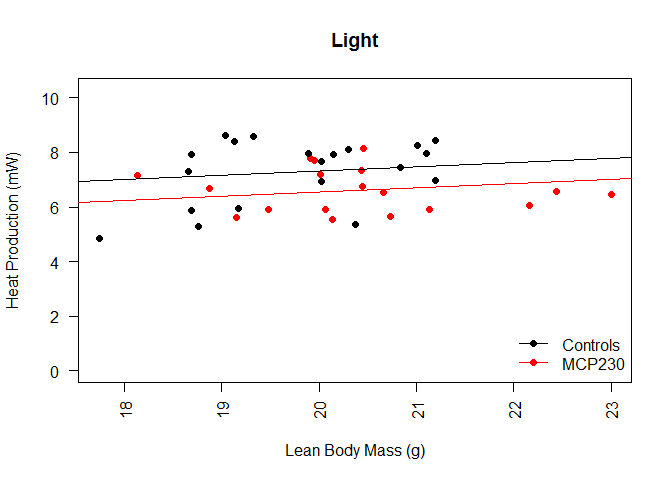 Light
Heat Production (mW)
10
8
6
4
2
0
18
19
20
21
22
23
Lean Body Mass (g)
Controls
MCP230